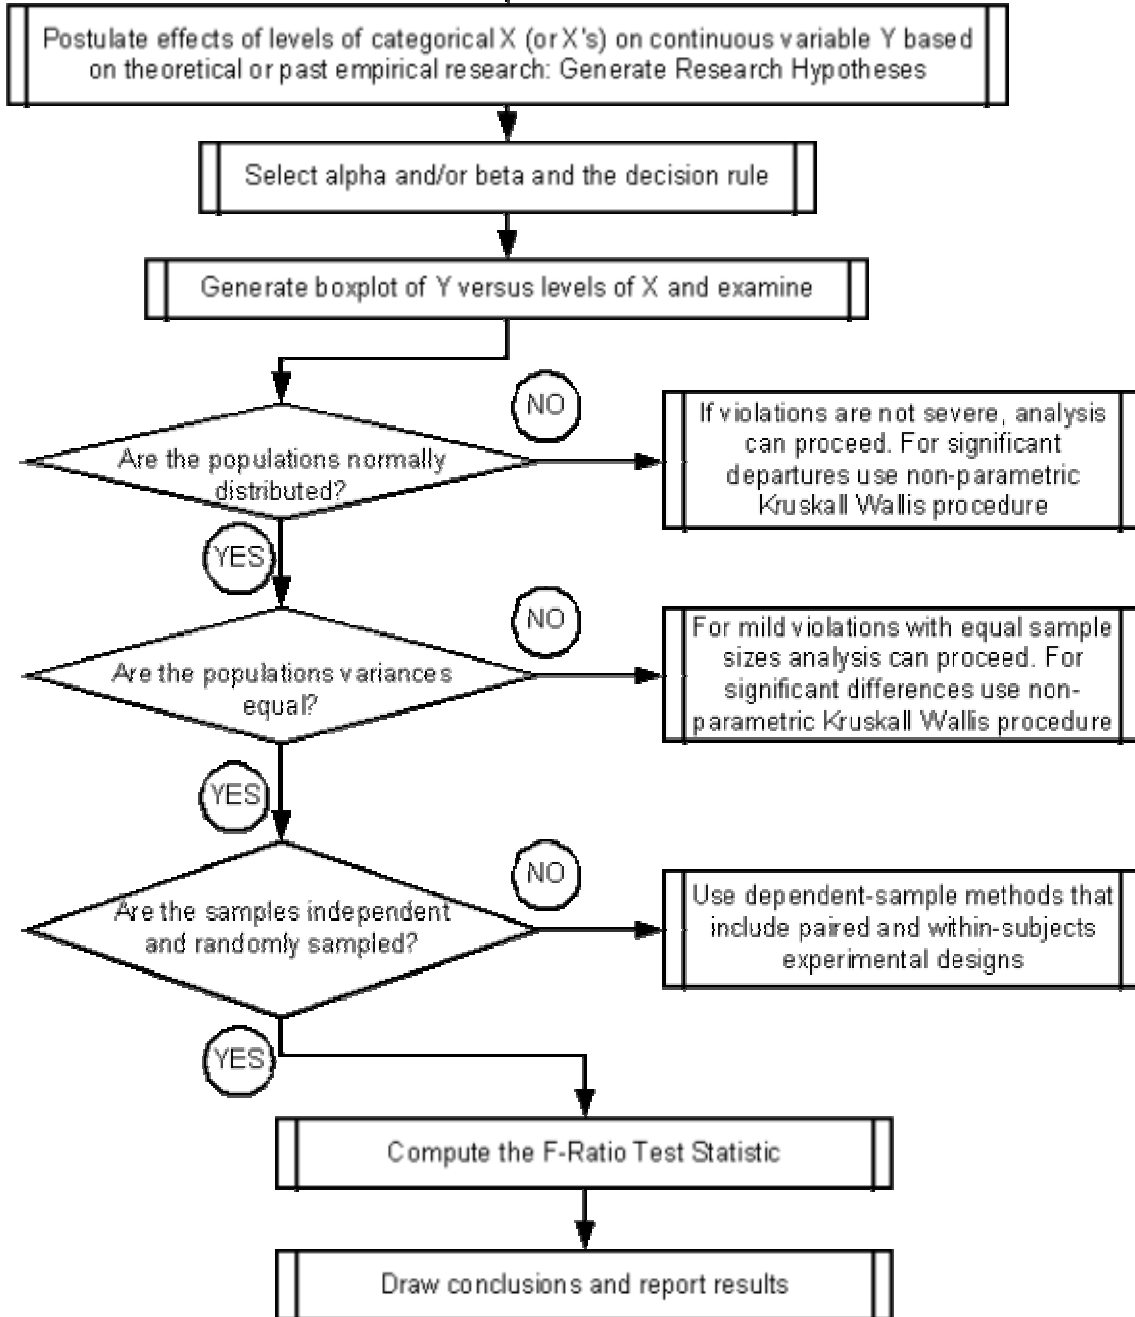 Postulate effects of levels of categorical X (or X's) on continuous variable Y based
on theoretical or past empirical research: Generate Research Hypotheses
Select alpha and/or beta and the decision rule
Generate boxplot of Y versus levels of X and examine
Are the populations normally
distributed?
NO
If violations are not severe, analysis
can proceed. For significant
departures use non-parametric
Kruskall Wallis procedure
YES
Are the populations variances
equal?
NO
For mild violations with equal sample
sizes analysis can proceed. For
significant differences use non-
parametric Kruskall Wallis procedure
YES
Are the samples independent
and randomly sampled?
NO
Use dependent-sample methods that
include paired and within-subjects
experimental designs
YES
Compute the F-Ratio Test Statistic
Draw conclusions and report results